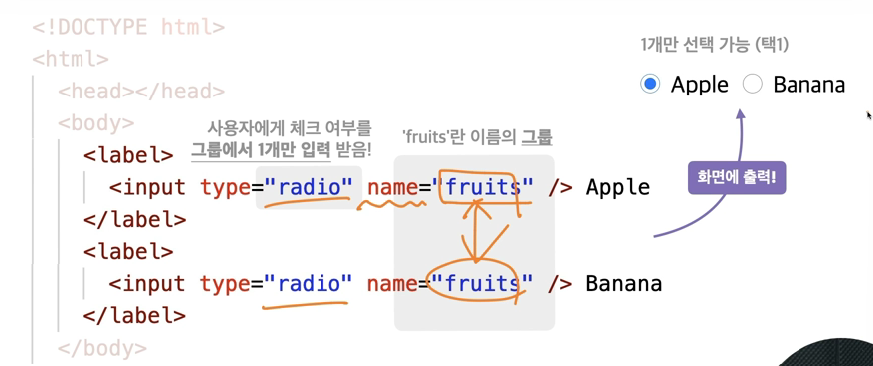 <!DOCTYPE html>
<html>
<head></head>
<body>
<label>
<input type="radio" name="fruits" /> Apple
</label>
<label>
<input type="radio" name="fruits" /> Banana
</label>
</body>
사용자에게 체크 여부를
그룹에서 1개만 입력 받음!
'fruits'란 이름의 그룹
1개만 선택 가능 (택1)
Apple Banana
화면에 출력!